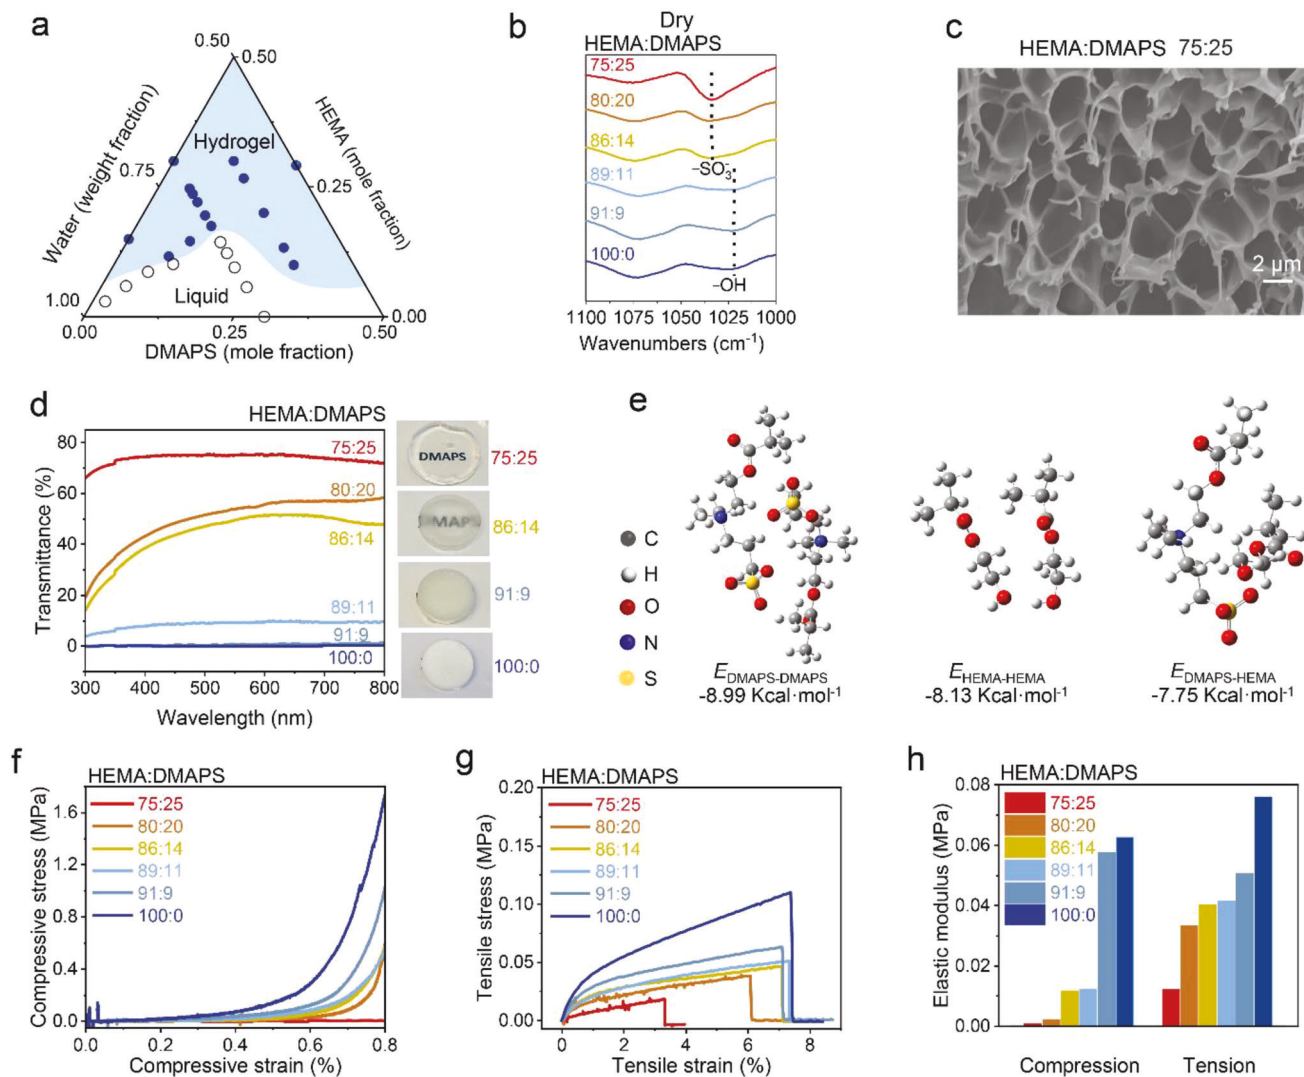 a
0.50
0.50
Water (weight fraction)
HEMA (mole fraction)
Hydrogel
0.75
0.25
Liquid
1.00
0.00
0.00
0.25
0.50
DMAPS (mole fraction)
b
Dry
HEMA:DMAPS
75:25
80:20
86:14
–SO₃⁻
89:11
91:9
100:0
–OH
1100 1075 1050 1025 1000
Wavenumbers (cm⁻¹)
c
HEMA:DMAPS 75:25
2 µm
d
HEMA:DMAPS
80
60
40
20
0
Transmittance (%)
75:25
80:20
86:14
89:11
91:9
100:0
300 400 500 600 700 800
Wavelength (nm)
DMAPS
75:25
DMAPS
86:14
91:9
100:0
e
C
H
O
N
S
E DMAPS-DMAPS
-8.99 Kcal·mol⁻¹
E HEMA-HEMA
-8.13 Kcal·mol⁻¹
E DMAPS-HEMA
-7.75 Kcal·mol⁻¹
f
HEMA:DMAPS
75:25
80:20
86:14
89:11
91:9
100:0
1.6
1.2
0.8
0.4
0.0
Compressive stress (MPa)
0.0 0.2 0.4 0.6 0.8
Compressive strain (%)
g
HEMA:DMAPS
75:25
80:20
86:14
89:11
91:9
100:0
0.20
0.15
0.10
0.05
0.00
Tensile stress (MPa)
0 2 4 6 8
Tensile strain (%)
h
HEMA:DMAPS
75:25
80:20
86:14
89:11
91:9
100:0
0.08
0.06
0.04
0.02
0.00
Elastic modulus (MPa)
Compression Tension